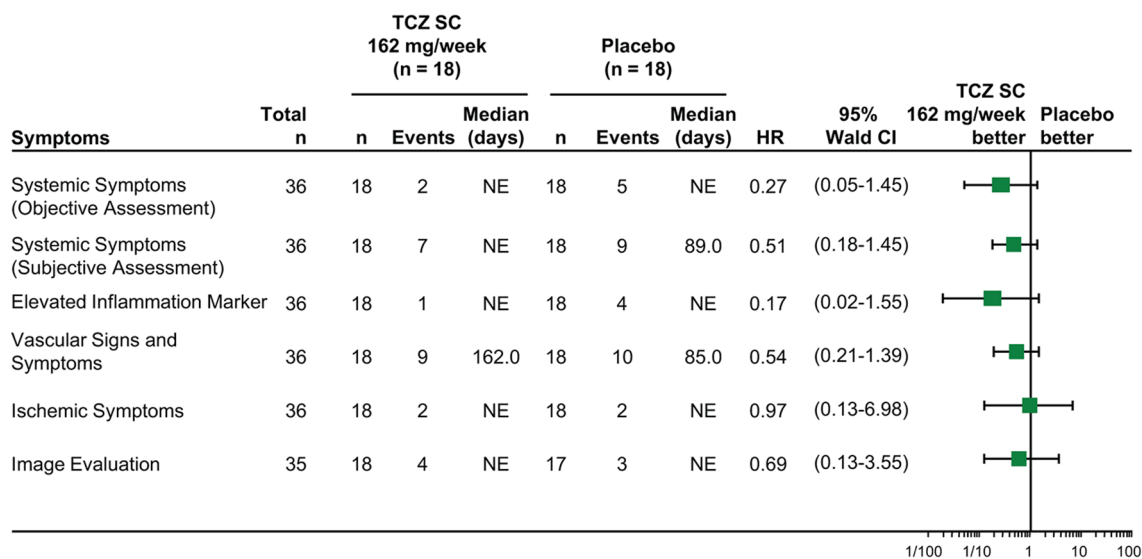 TCZ SC
162 mg/week
(n = 18)
Placebo
(n = 18)
Symptoms
Total
n
n
Events
Median
(days)
n
Events
Median
(days)
HR
95%
Wald CI
TCZ SC
162 mg/week
better
Placebo
better
Systemic Symptoms
(Objective Assessment)
36 18 2 NE 18 5 NE 0.27 (0.05-1.45)
Systemic Symptoms
(Subjective Assessment)
36 18 7 NE 18 9 89.0 0.51 (0.18-1.45)
Elevated Inflammation Marker 36 18 1 NE 18 4 NE 0.17 (0.02-1.55)
Vascular Signs and
Symptoms
36 18 9 162.0 18 10 85.0 0.54 (0.21-1.39)
Ischemic Symptoms 36 18 2 NE 18 2 NE 0.97 (0.13-6.98)
Image Evaluation 35 18 4 NE 17 3 NE 0.69 (0.13-3.55)
1/100 1/10 1 10 100